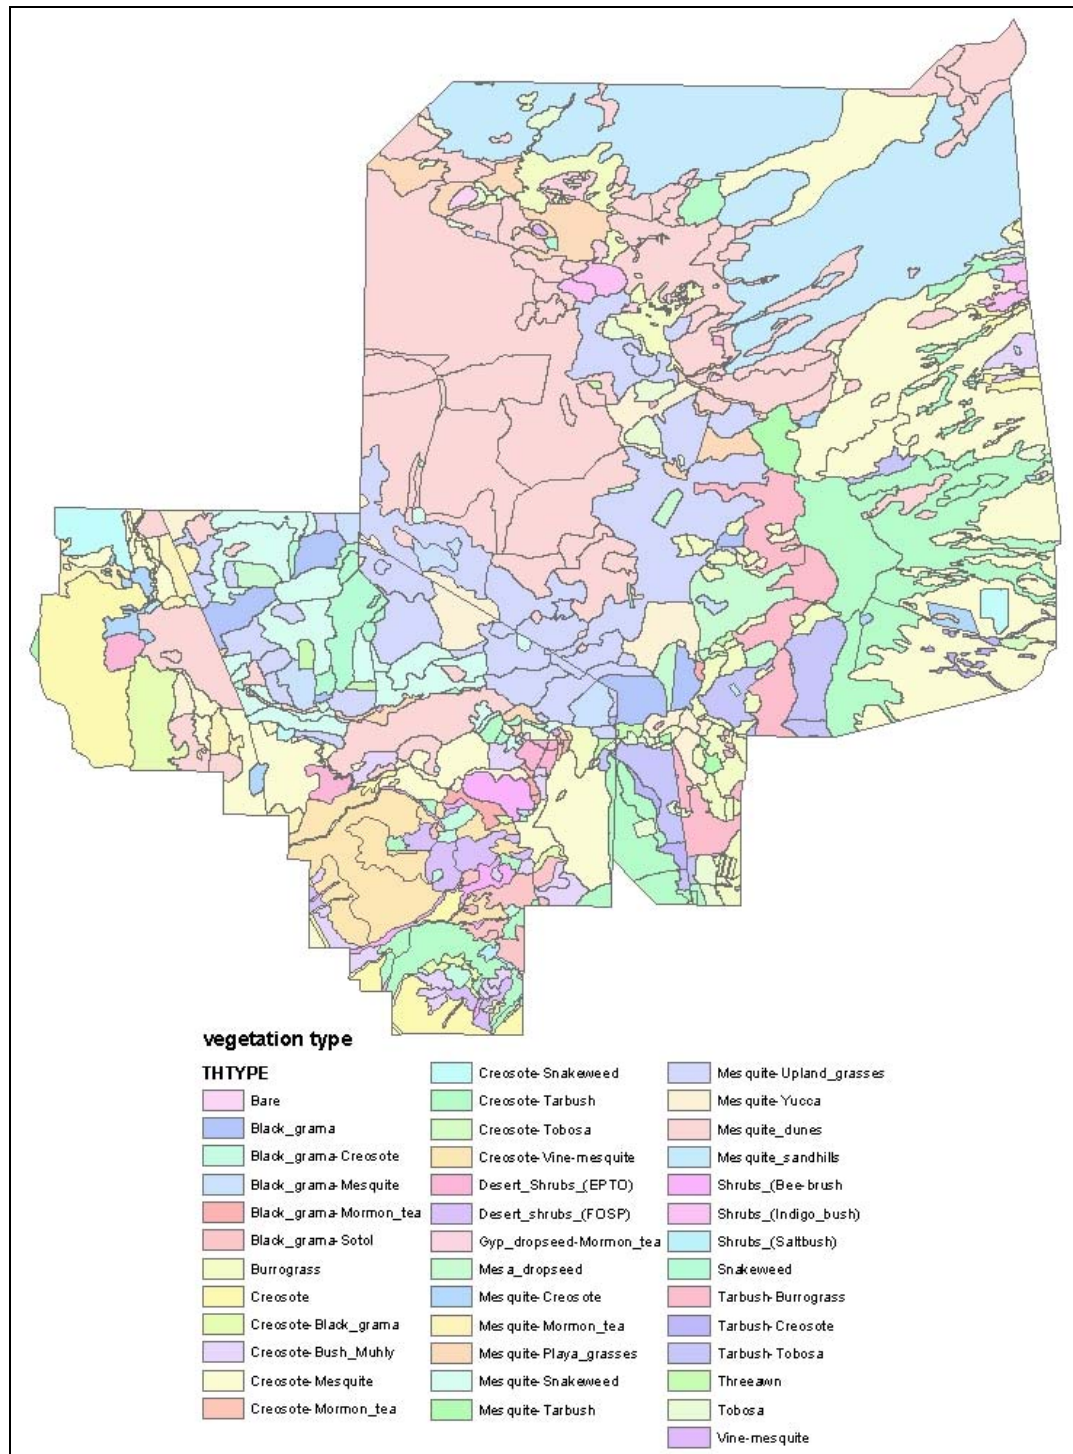 vegetation type
THTYPE
Bare
Black_grama
Black_grama-Creosote
Black_grama-Mesquite
Black_grama-Mormon_tea
Black_grama-Sotol
Burrograss
Creosote
Creosote-Black_grama
Creosote-Bush_Muhly
Creosote-Mesquite
Creosote-Mormon_tea
Creosote-Snakeweed
Creosote-Tarbush
Creosote-Tobosa
Creosote-Vine-mesquite
Desert_Shrubs_(EPTO)
Desert_shrubs_(FOSP)
Gyp_dropseed-Mormon_tea
Mesa_dropseed
Mesquite-Creosote
Mesquite-Mormon_tea
Mesquite-Playa_grasses
Mesquite-Snakeweed
Mesquite-Tarbush
Mesquite-Upland_grasses
Mesquite-Yucca
Mesquite_dunes
Mesquite_sandhills
Shrubs_(Bee-brush
Shrubs_(Indigo_bush)
Shrubs_(Saltbush)
Snakeweed
Tarbush-Burrograss
Tarbush-Creosote
Tarbush-Tobosa
Threeawn
Tobosa
Vine-mesquite